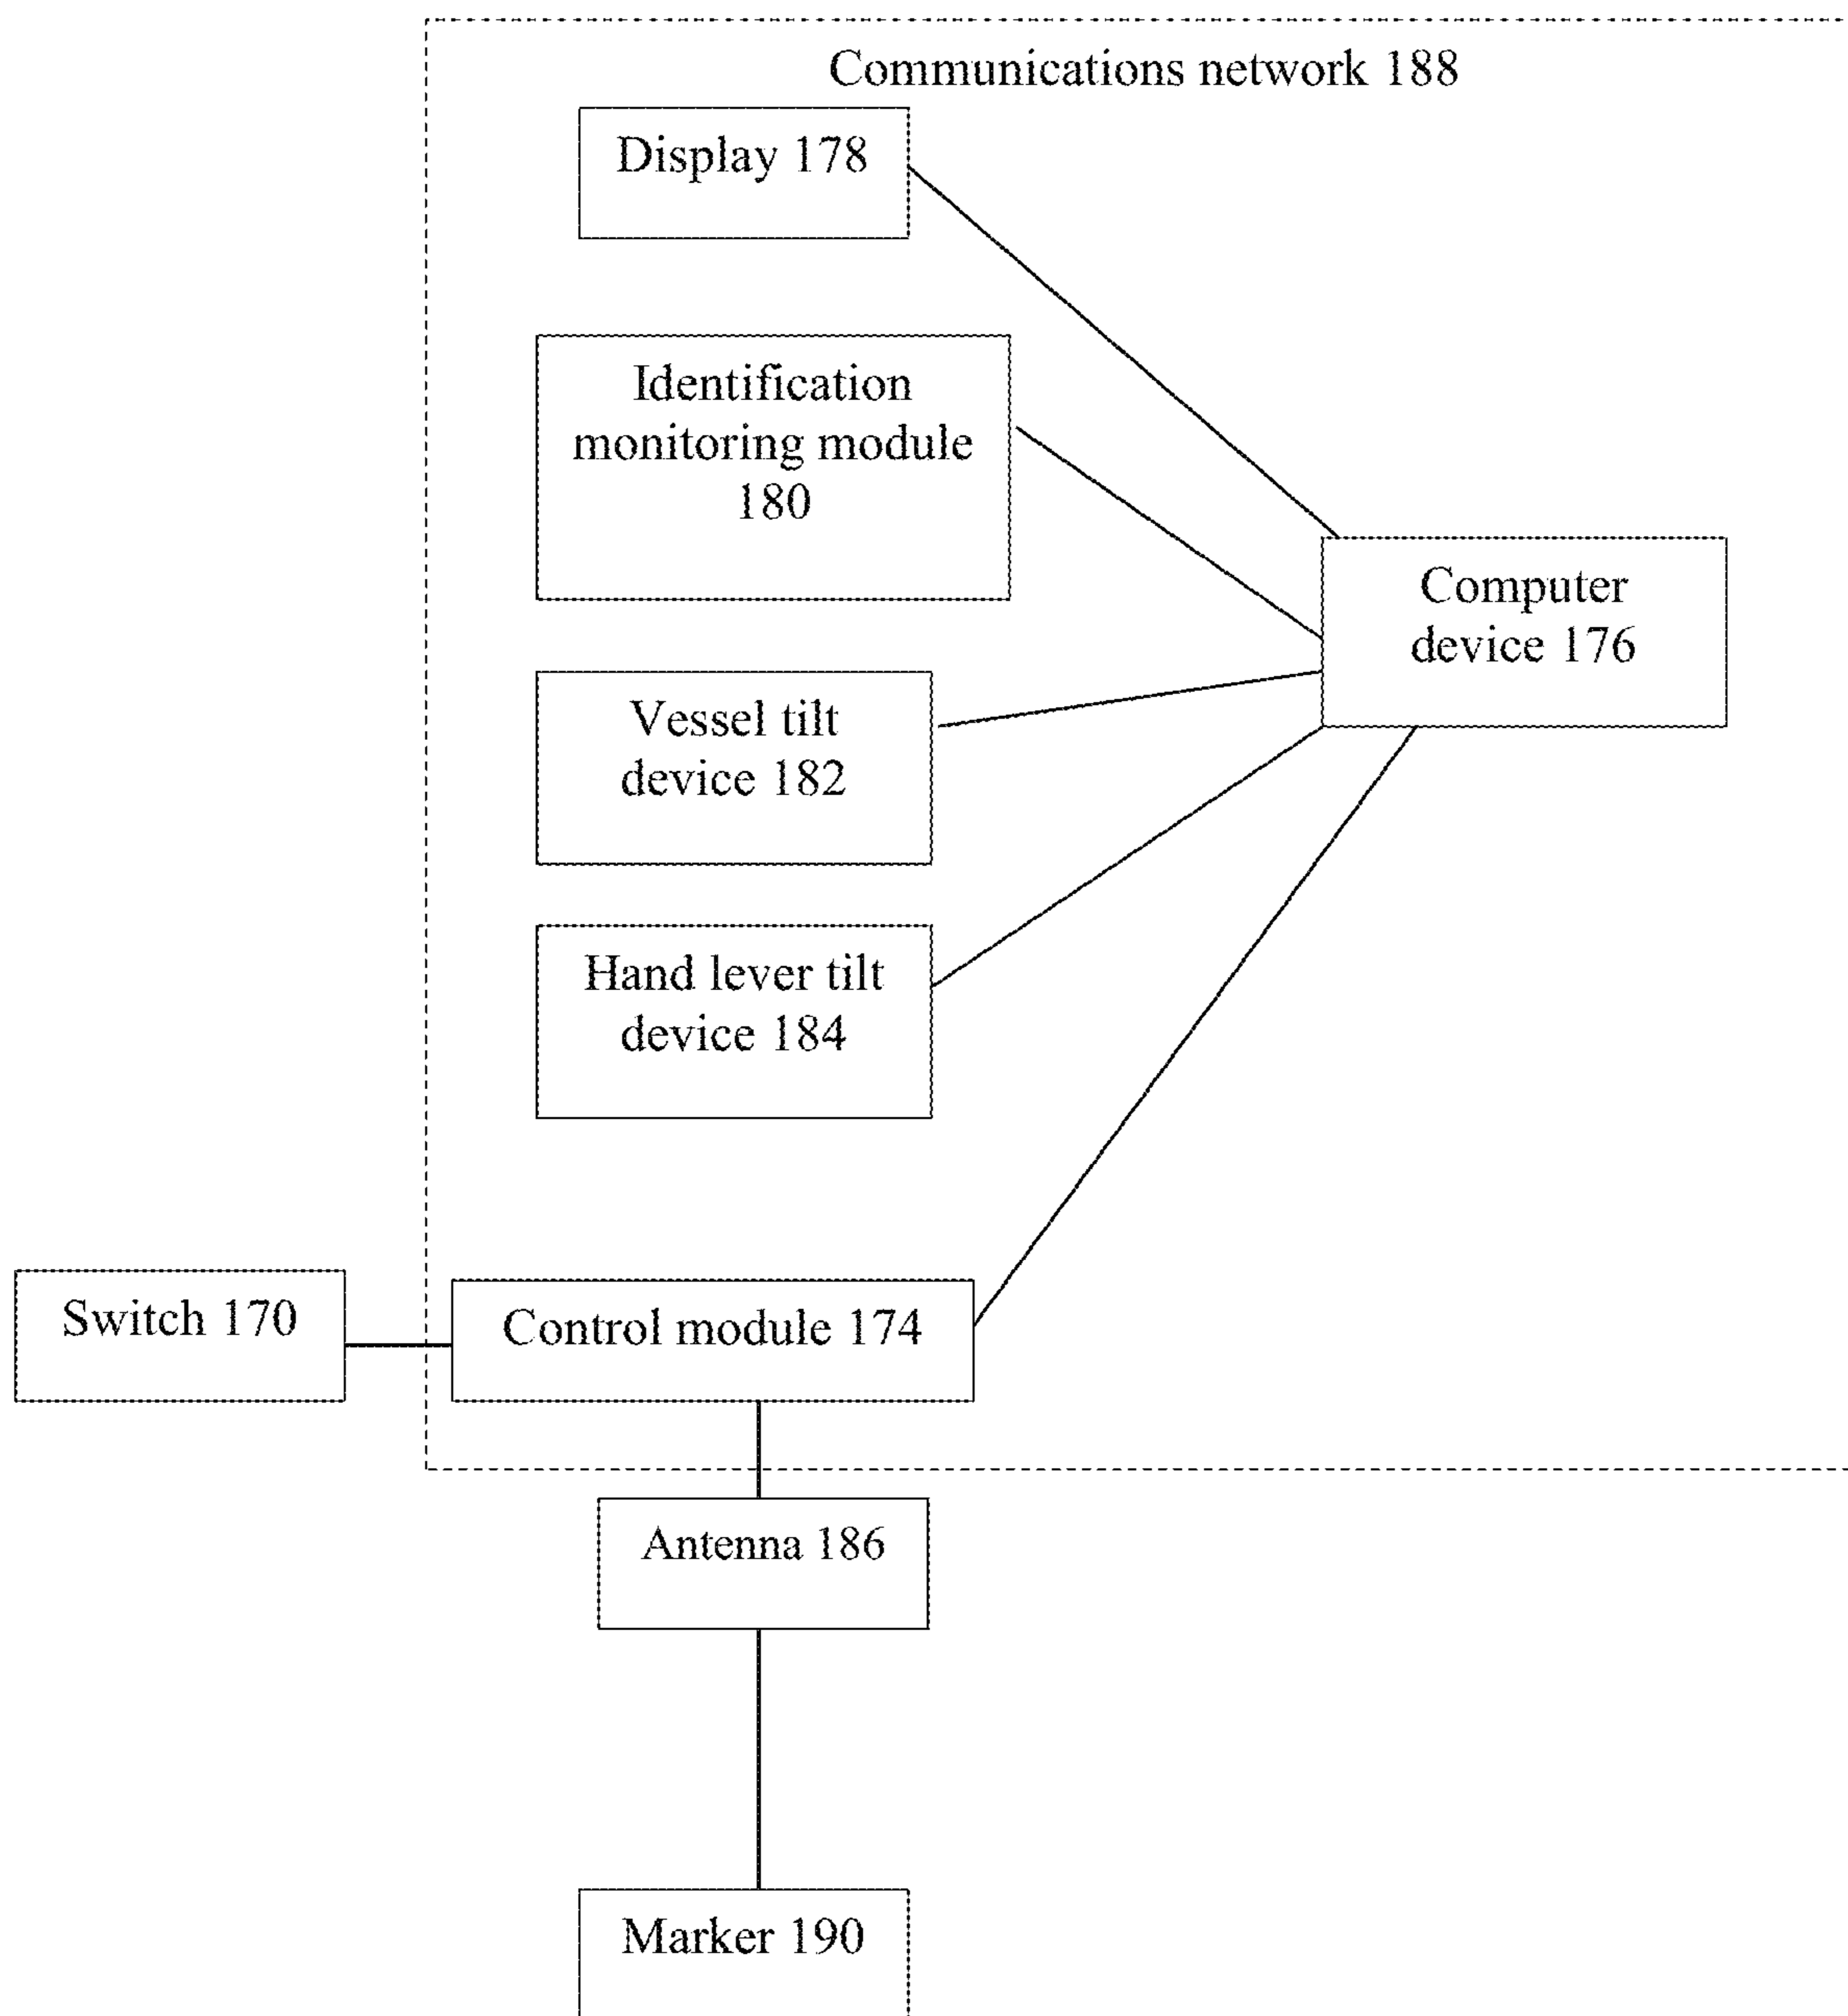 Communications network 188
Display 178
Identification
monitoring module
180
Computer
device 176
Vessel tilt
device 182
Hand lever tilt
device 184
Switch 170
Control module 174
Antenna 186
Marker 190